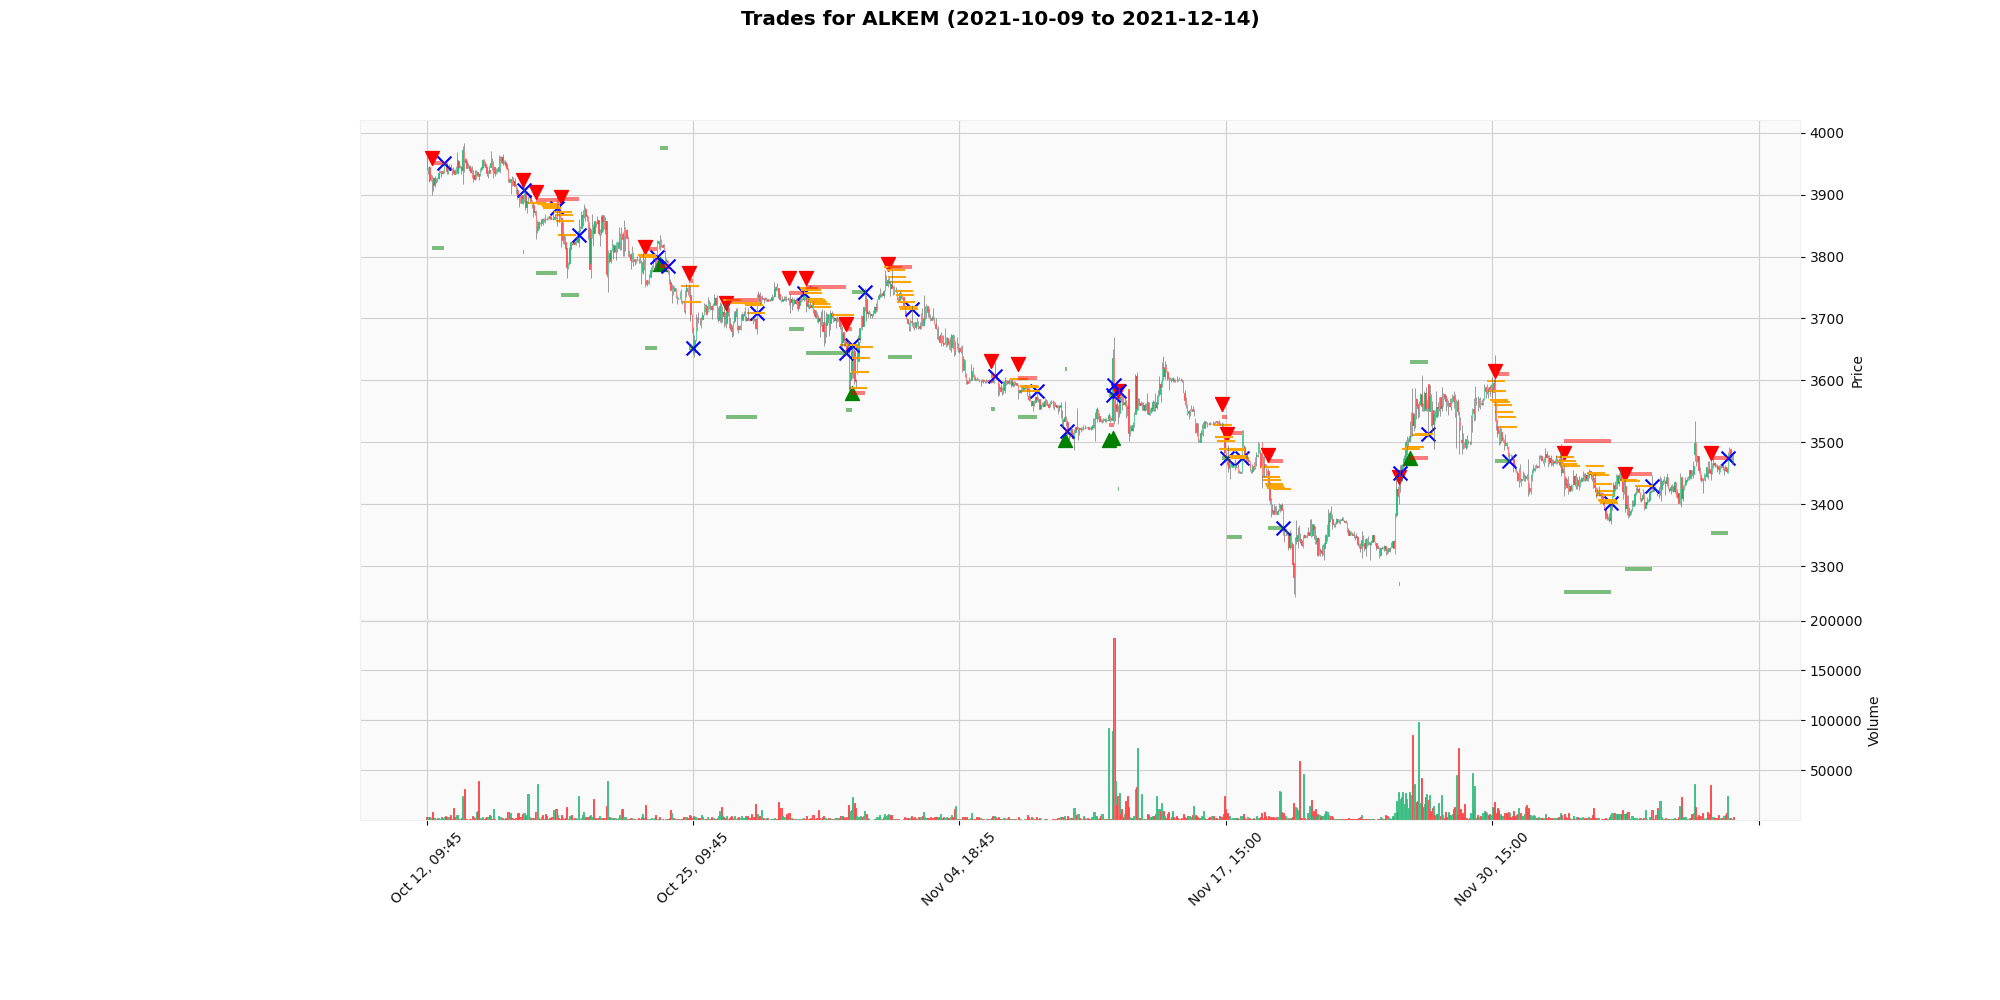 Trades for ALKEM (2021-10-09 to 2021-12-14)
4000
3900
3800
3700
3600
3500
3400
3300
Price
200000
150000
100000
50000
Volume
Oct 12, 09:45
Oct 25, 09:45
Nov 04, 18:45
Nov 17, 15:00
Nov 30, 15:00